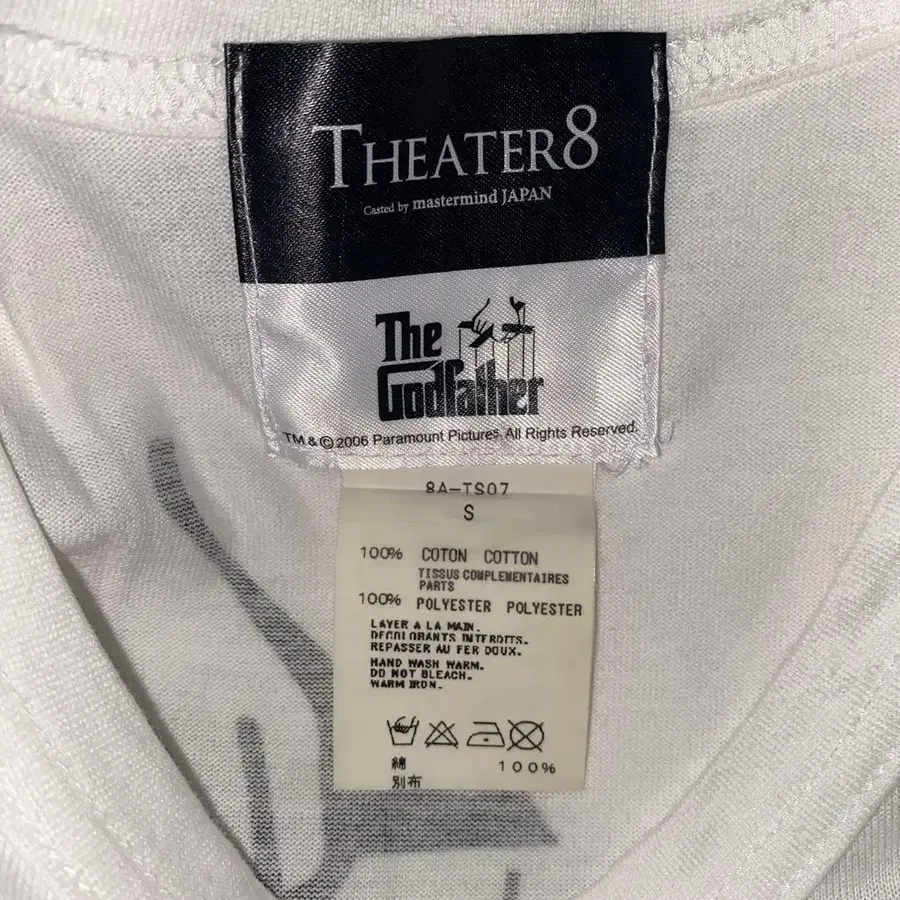 THEATER8
Casted by mastermind JAPAN
The
Godfather
TM & © 2006 Paramount Pictures. All Rights Reserved.
8A-TS07
S
100% COTON COTTON
TISSUS COMPLEMENTAIRES
PARTS
100% POLYESTER POLYESTER
LAVER A LA MAIN.
DECOLORANTS INTERDITS.
REPASSER AU FER DOUX.
HAND WASH WARM.
DO NOT BLEACH.
WARM IRON.
綿 100%
別布